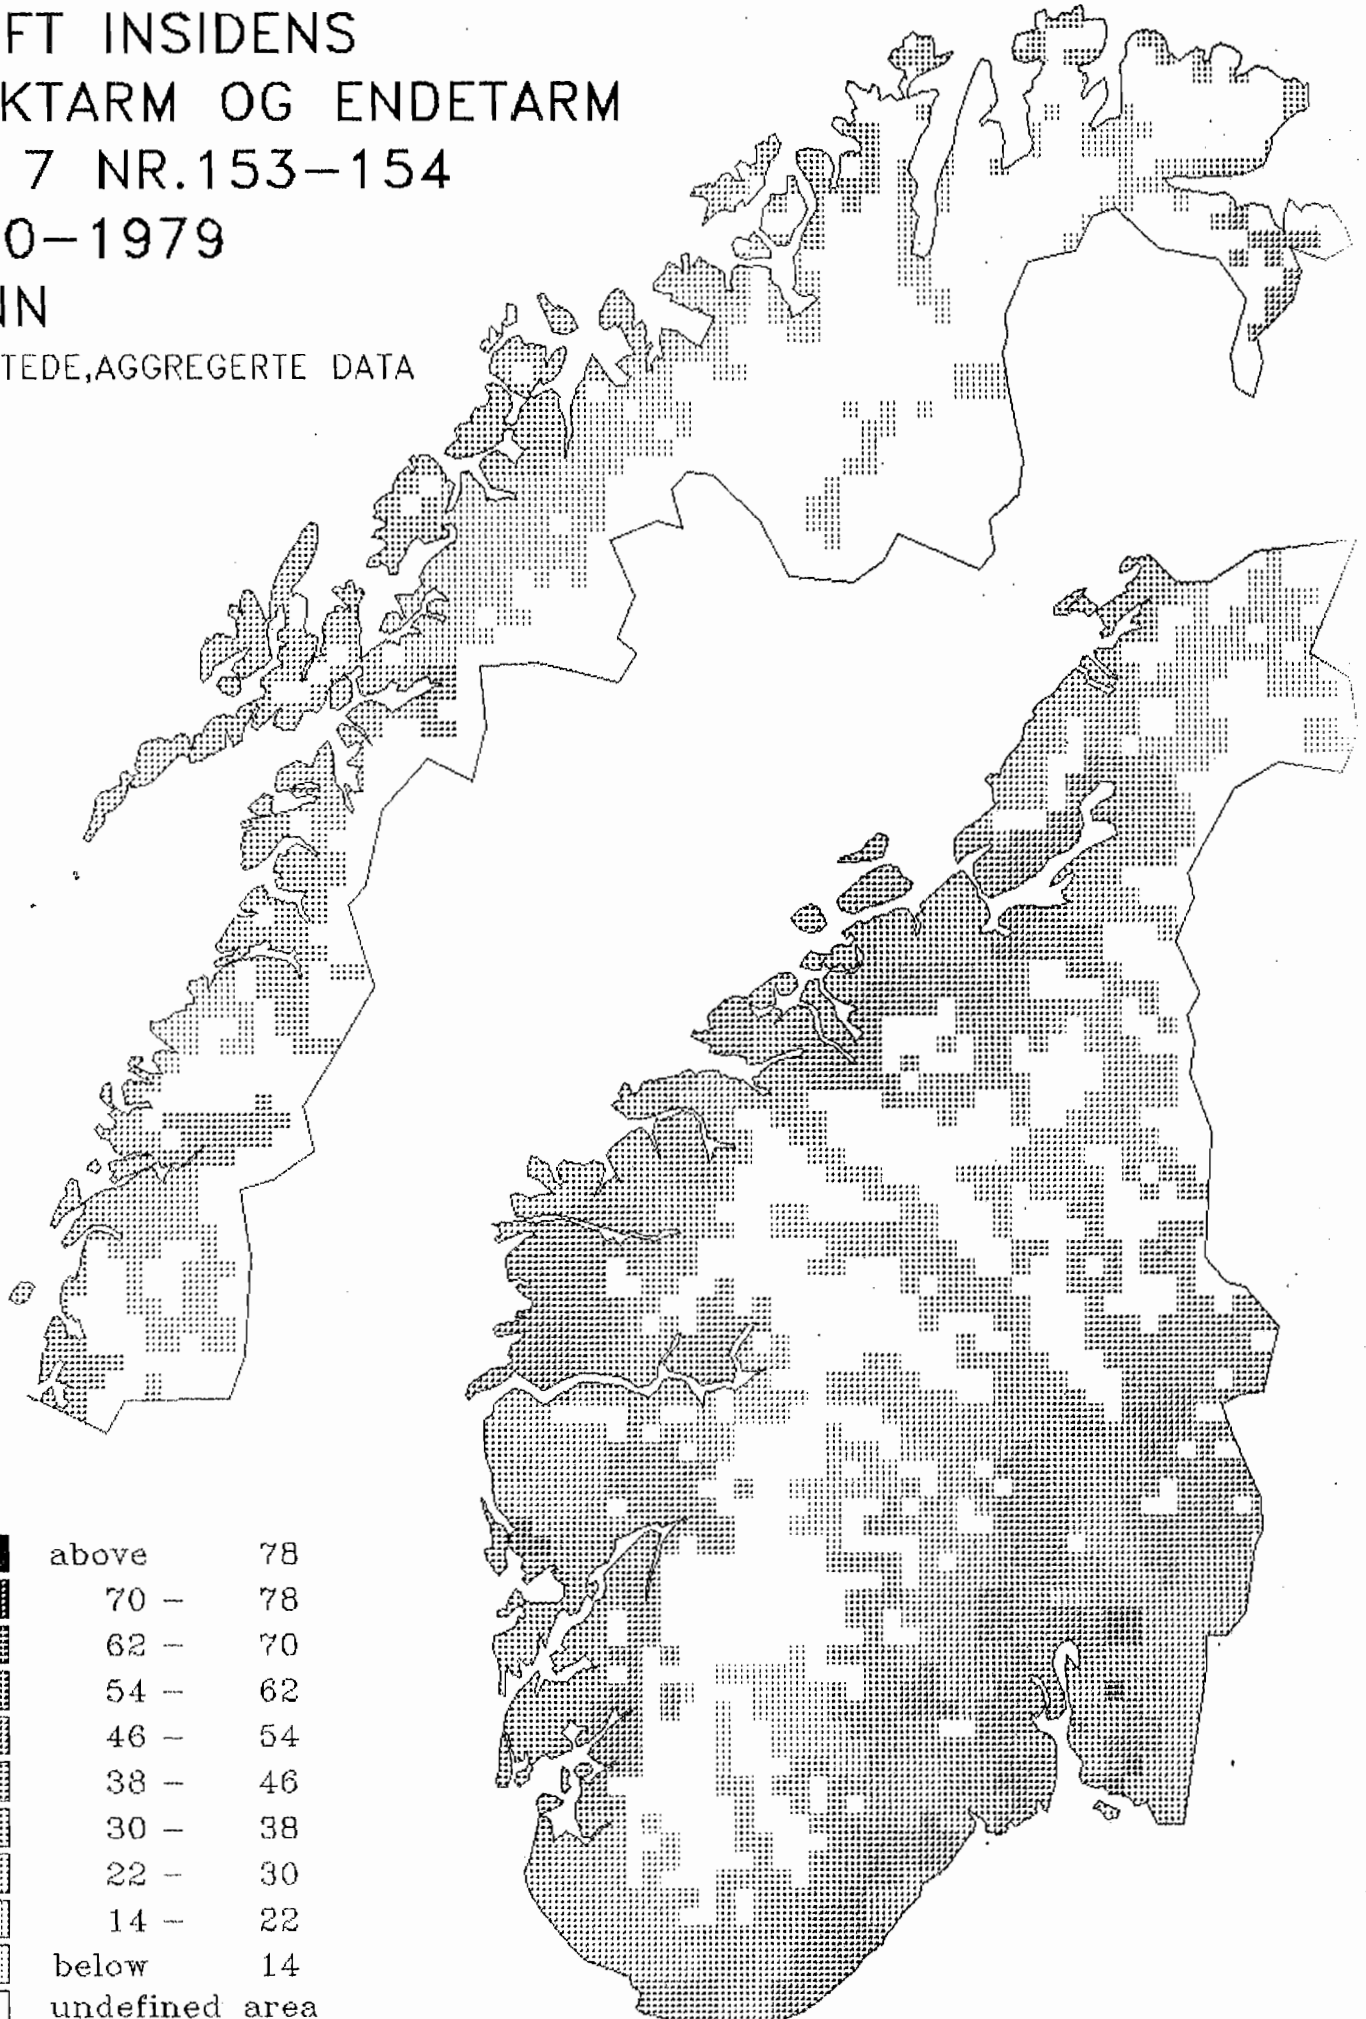 FT INSIDENS
KTARM OG ENDETARM
7 NR.153-154
0-1979
NN
TEDE,AGGREGERTE DATA
above 78
70 - 78
62 - 70
54 - 62
46 - 54
38 - 46
30 - 38
22 - 30
14 - 22
below 14
undefined area